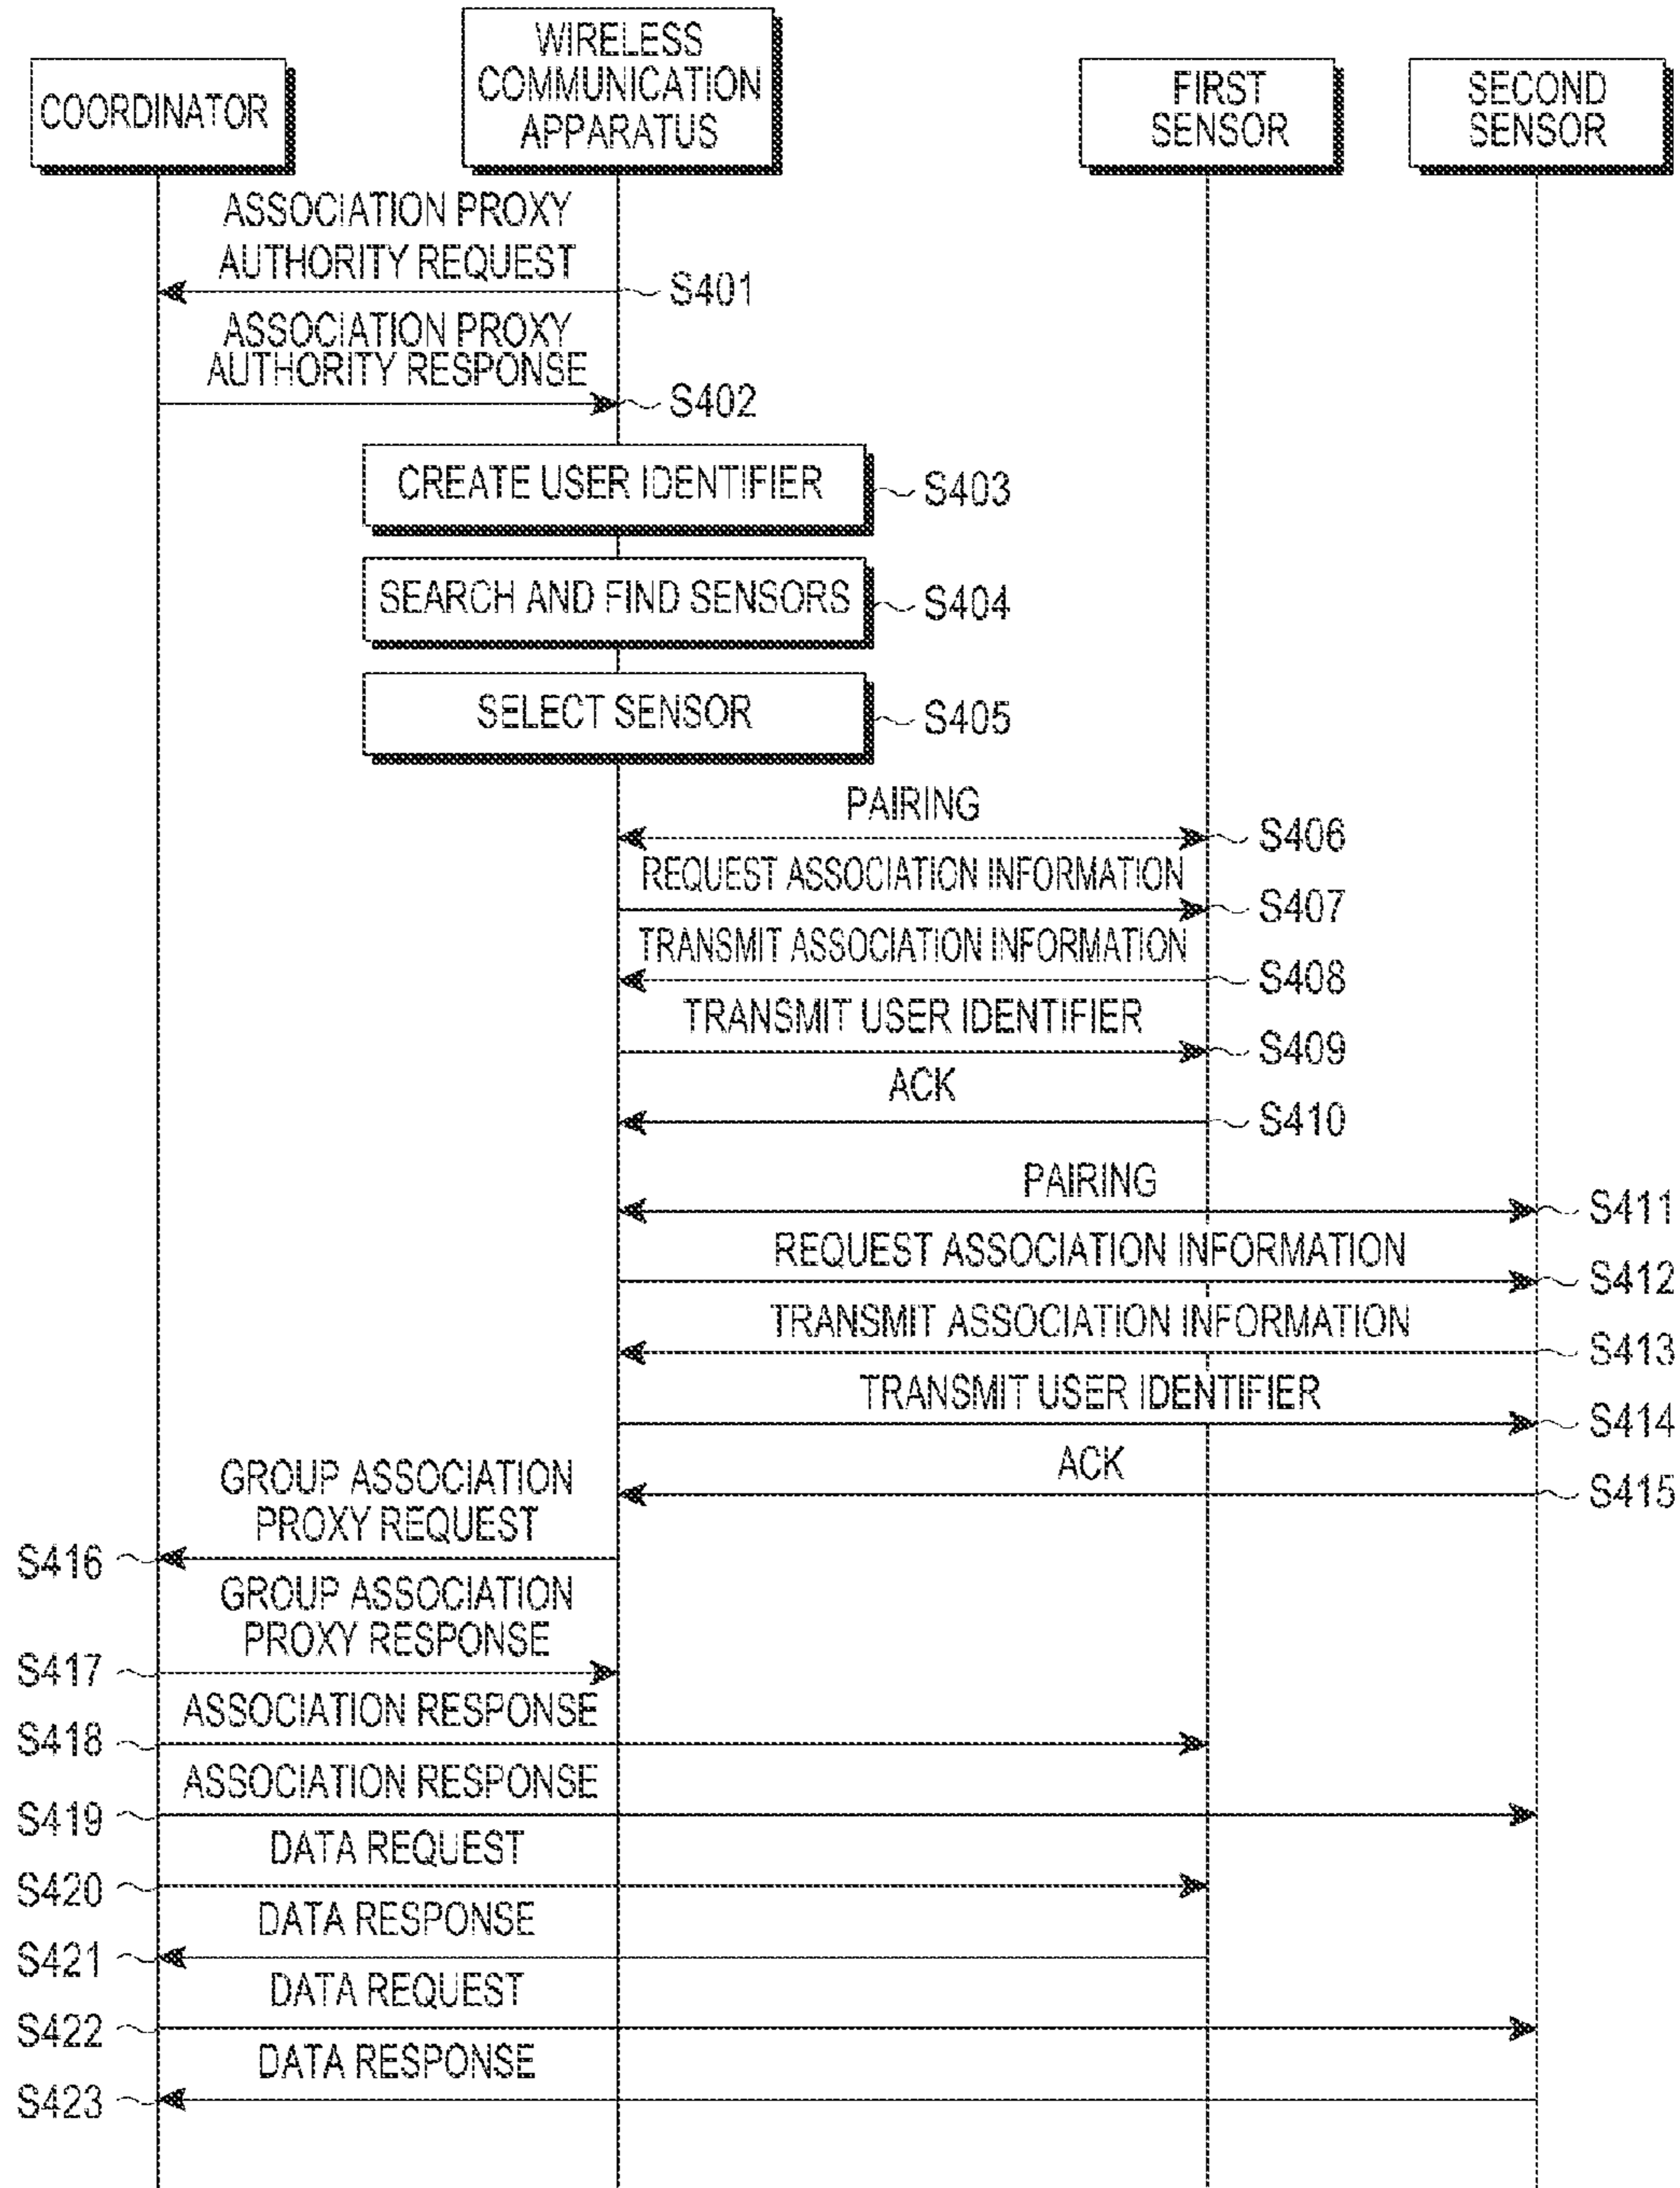 COORDINATOR
WIRELESS
COMMUNICATION
APPARATUS
FIRST
SENSOR
SECOND
SENSOR
ASSOCIATION PROXY
AUTHORITY REQUEST
S401
ASSOCIATION PROXY
AUTHORITY RESPONSE
S402
CREATE USER IDENTIFIER
S403
SEARCH AND FIND SENSORS
S404
SELECT SENSOR
S405
PAIRING
S406
REQUEST ASSOCIATION INFORMATION
S407
TRANSMIT ASSOCIATION INFORMATION
S408
TRANSMIT USER IDENTIFIER
S409
ACK
S410
PAIRING
S411
REQUEST ASSOCIATION INFORMATION
S412
TRANSMIT ASSOCIATION INFORMATION
S413
TRANSMIT USER IDENTIFIER
S414
ACK
S415
GROUP ASSOCIATION
PROXY REQUEST
S416
GROUP ASSOCIATION
PROXY RESPONSE
S417
ASSOCIATION RESPONSE
S418
ASSOCIATION RESPONSE
S419
DATA REQUEST
S420
DATA RESPONSE
S421
DATA REQUEST
S422
DATA RESPONSE
S423